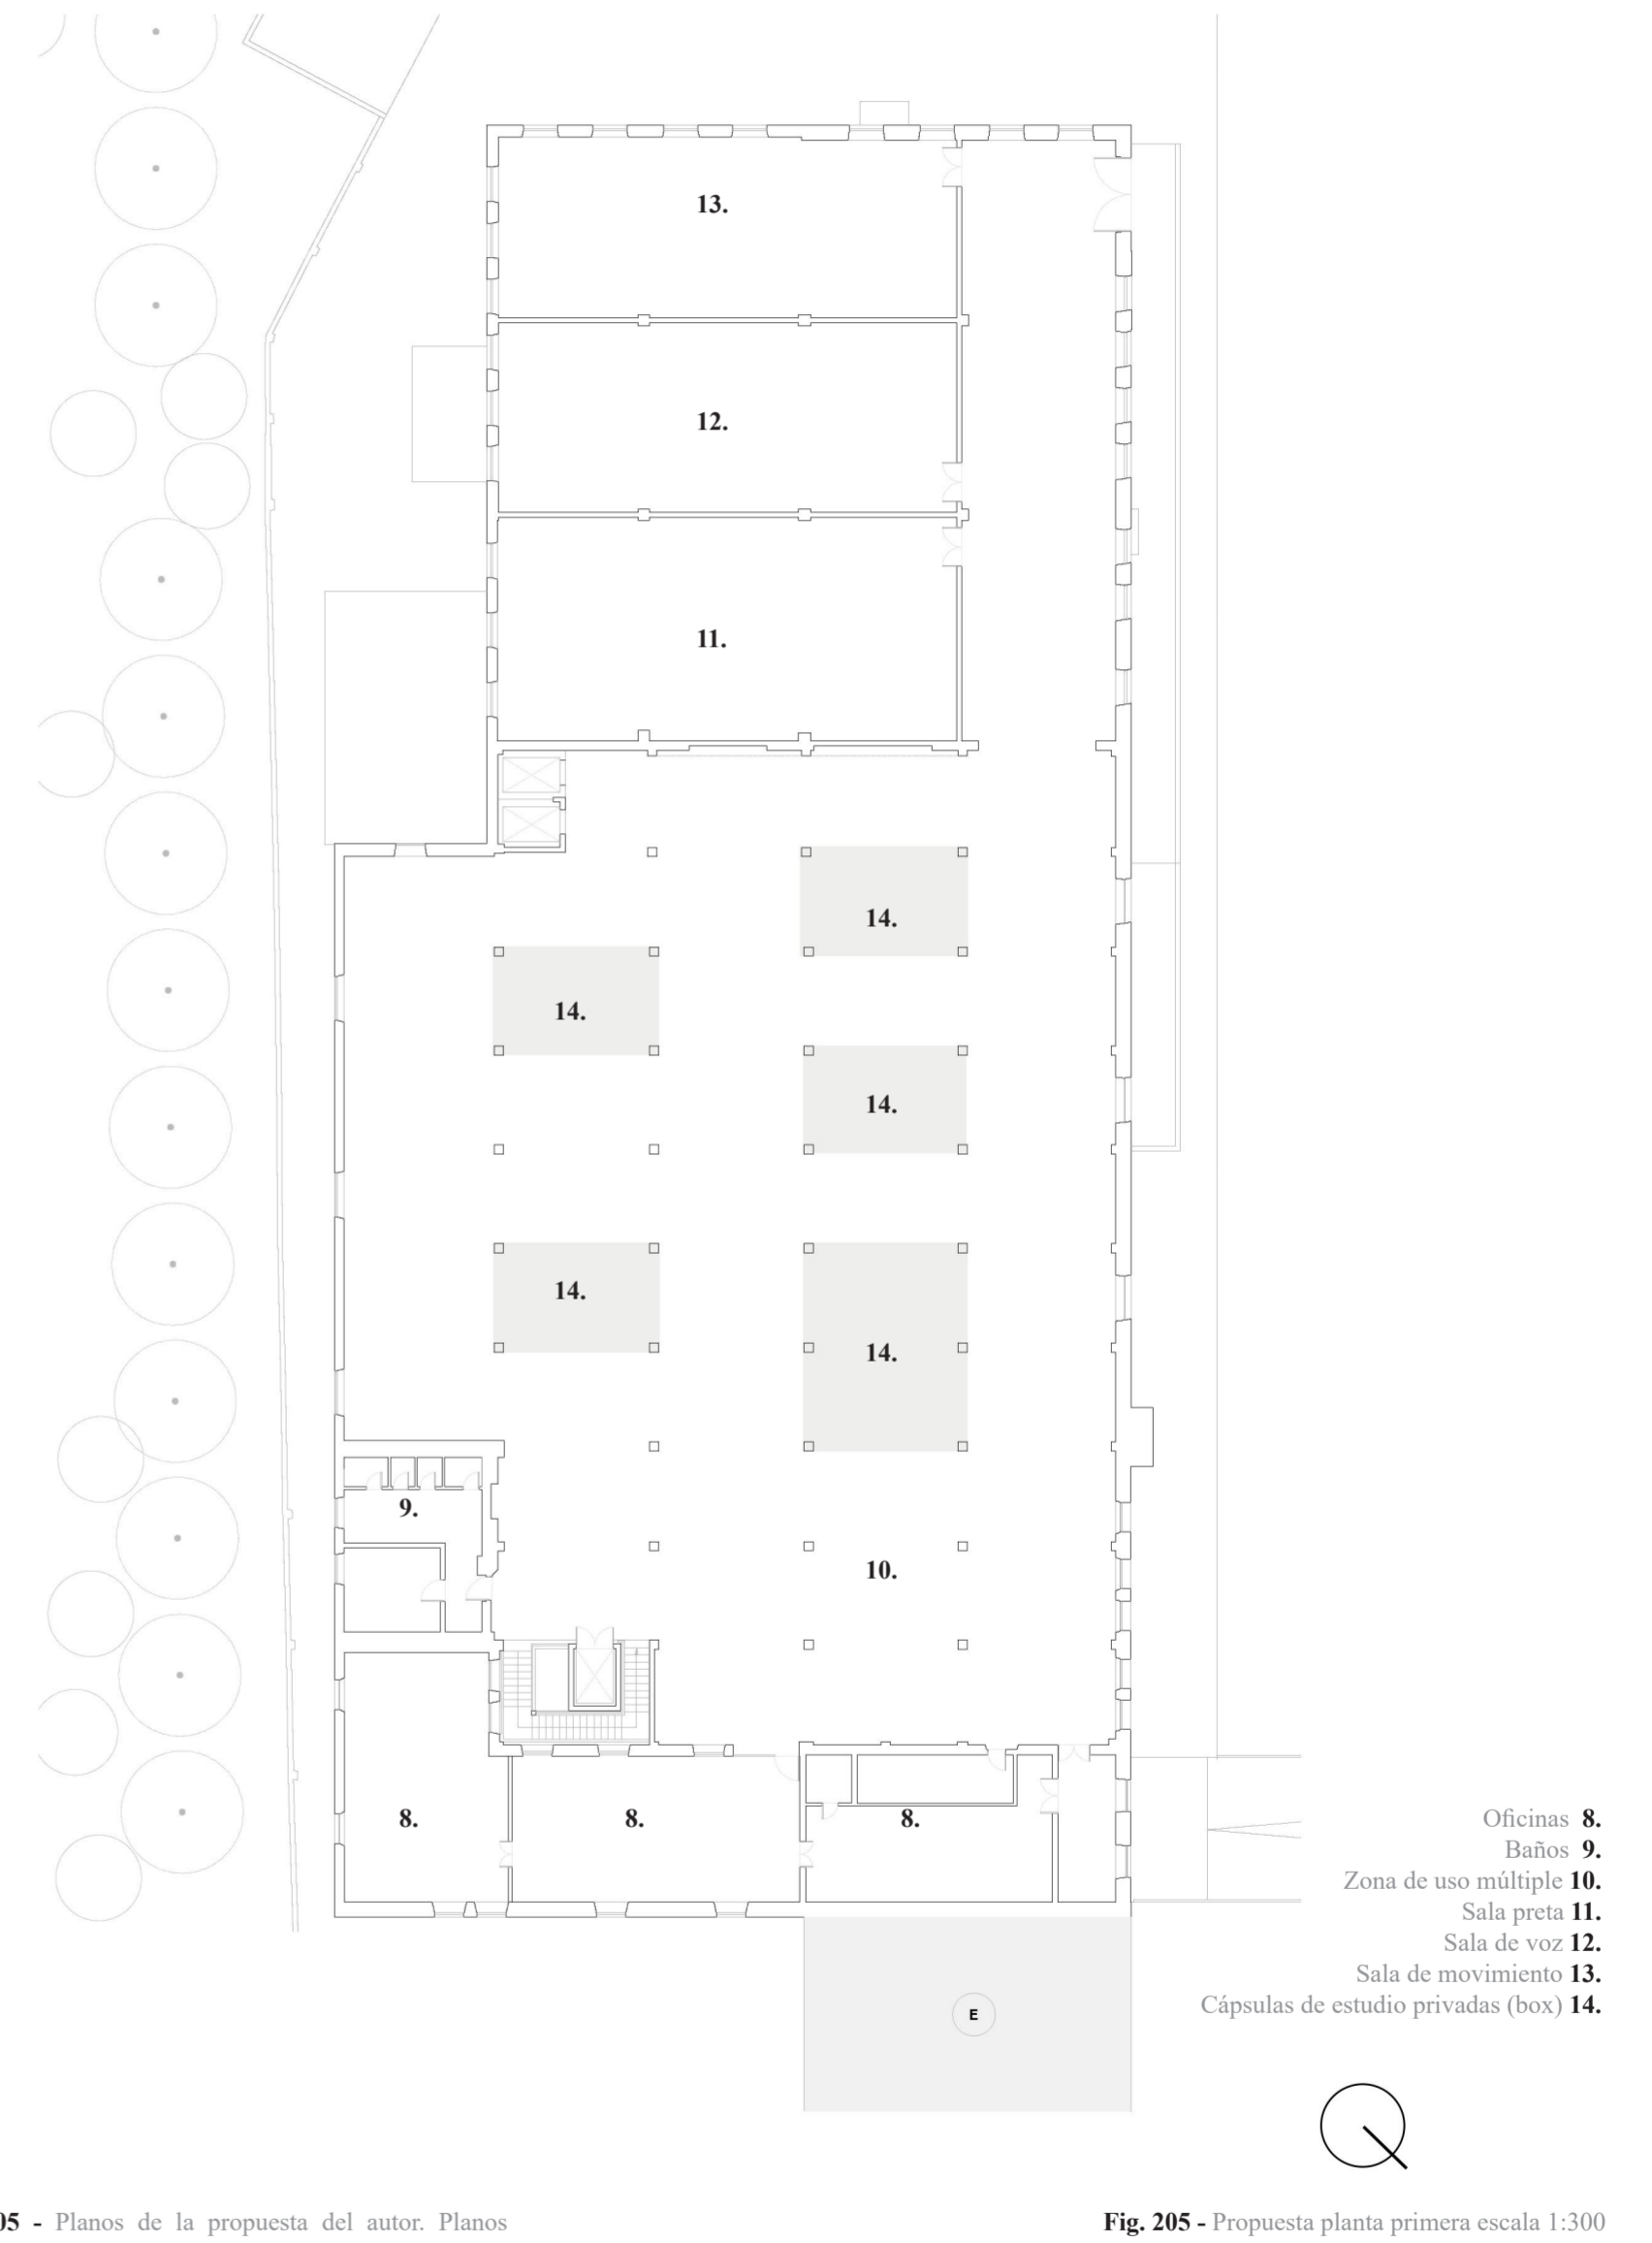 13.
12.
11.
14.
14.
14.
14.
14.
9.
10.
8.
8.
8.
Oficinas 8.
Baños 9.
Zona de uso múltiple 10.
Sala preta 11.
Sala de voz 12.
Sala de movimiento 13.
Cápsulas de estudio privadas (box) 14.
E
05 - Planos de la propuesta del autor. Planos
Fig. 205 - Propuesta planta primera escala 1:300